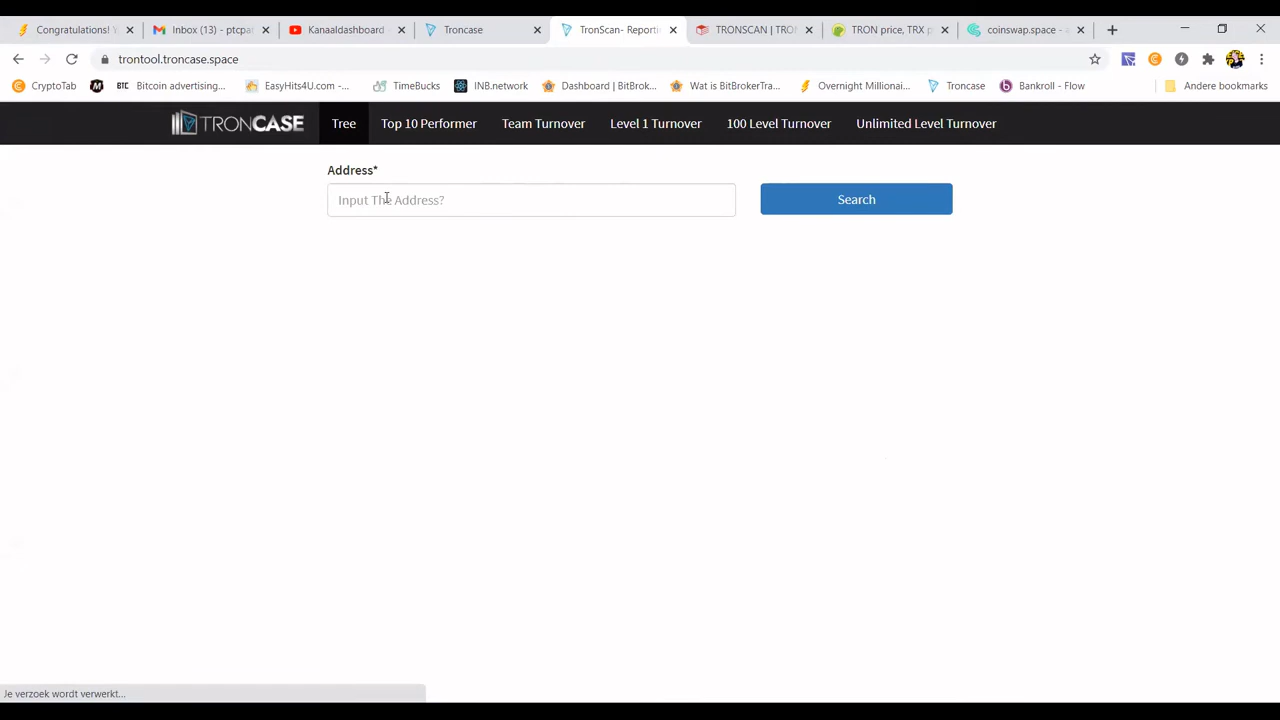 Congratulations! Y
Inbox (13) - ptcpa
Kanaaldashboard
Troncase
TronScan- Reporti
TRONSCAN | TRON
TRON price, TRX p
coinswap.space - e
trontool.troncase.space
CryptoTab
BTC Bitcoin advertising...
EasyHits4U.com -...
TimeBucks
INB.network
Dashboard | BitBrok...
Wat is BitBrokerTra...
Overnight Millionai...
Troncase
Bankroll - Flow
Andere bookmarks
TRONCASE
Tree
Top 10 Performer
Team Turnover
Level 1 Turnover
100 Level Turnover
Unlimited Level Turnover
Address*
Input The Address?
Search
Je verzoek wordt verwerkt...